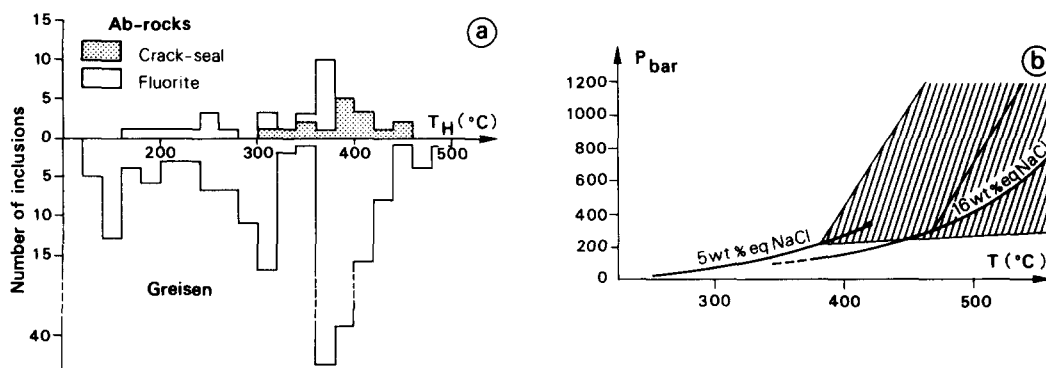 15
Ab-rocks
Crack-seal
Fluorite
10
5
0
T_H (°C)
200
300
400
500
5
10
15
40
Number of inclusions
Greisen
a
b
P bar
1200
1000
800
600
400
200
0
5 wt % eq NaCl
16 wt % eq NaCl
T (°C)
300
400
500